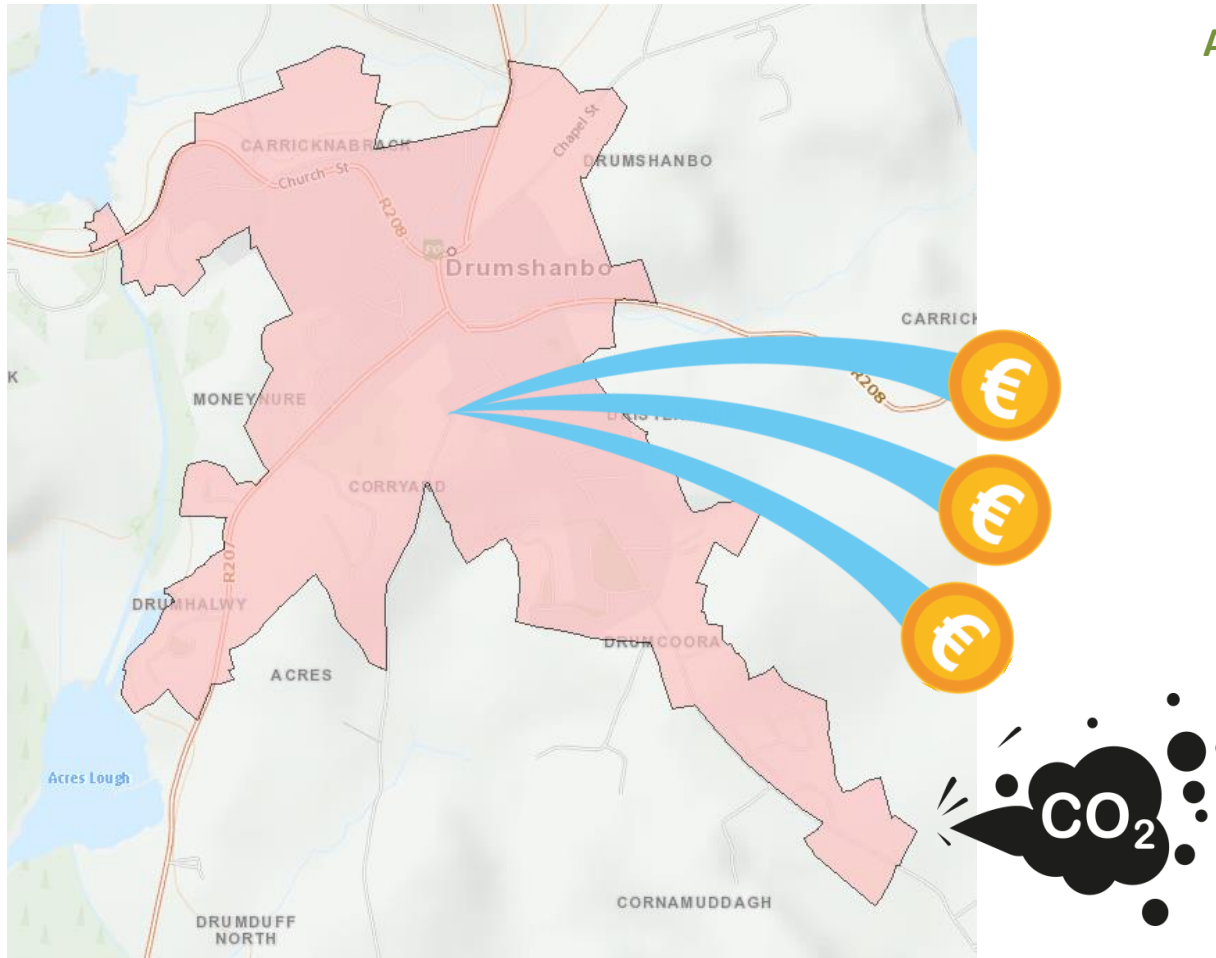 A
CARRICKNABRACK
Chapel St
DRUMSHANBO
Church St
R208
Drumshanbo
CARRICK
K
R208
€
MONEYNURE
€
CORRYARD
R207
€
DRUMHALWY
DRUMCOORA
ACRES
Acres Lough
CO₂
CORNAMUDDAGH
DRUMDUFF
NORTH